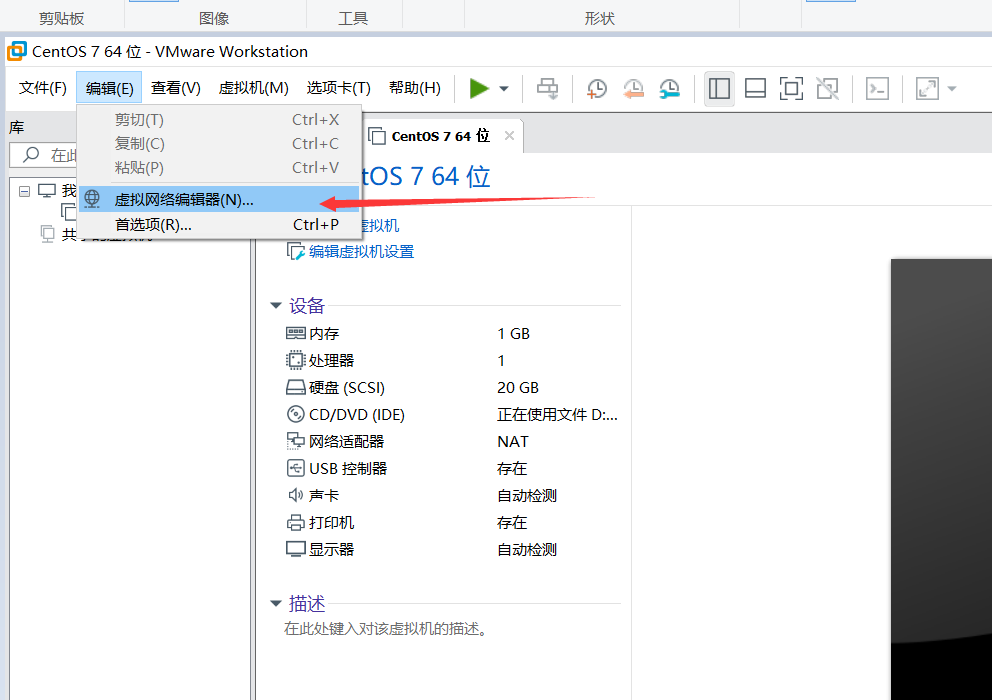 剪贴板 图像 工具 形状
CentOS 7 64 位 - VMware Workstation
文件(F) 编辑(E) 查看(V) 虚拟机(M) 选项卡(T) 帮助(H)
库
剪切(T) Ctrl+X
复制(C) Ctrl+C
粘贴(P) Ctrl+V
虚拟网络编辑器(N)...
首选项(R)... Ctrl+P
CentOS 7 64 位
在此
tOS 7 64 位
我
共享的虚拟机
虚拟机
编辑虚拟机设置
设备
内存 1 GB
处理器 1
硬盘 (SCSI) 20 GB
CD/DVD (IDE) 正在使用文件 D:...
网络适配器 NAT
USB 控制器 存在
声卡 自动检测
打印机 存在
显示器 自动检测
描述
在此处键入对该虚拟机的描述。